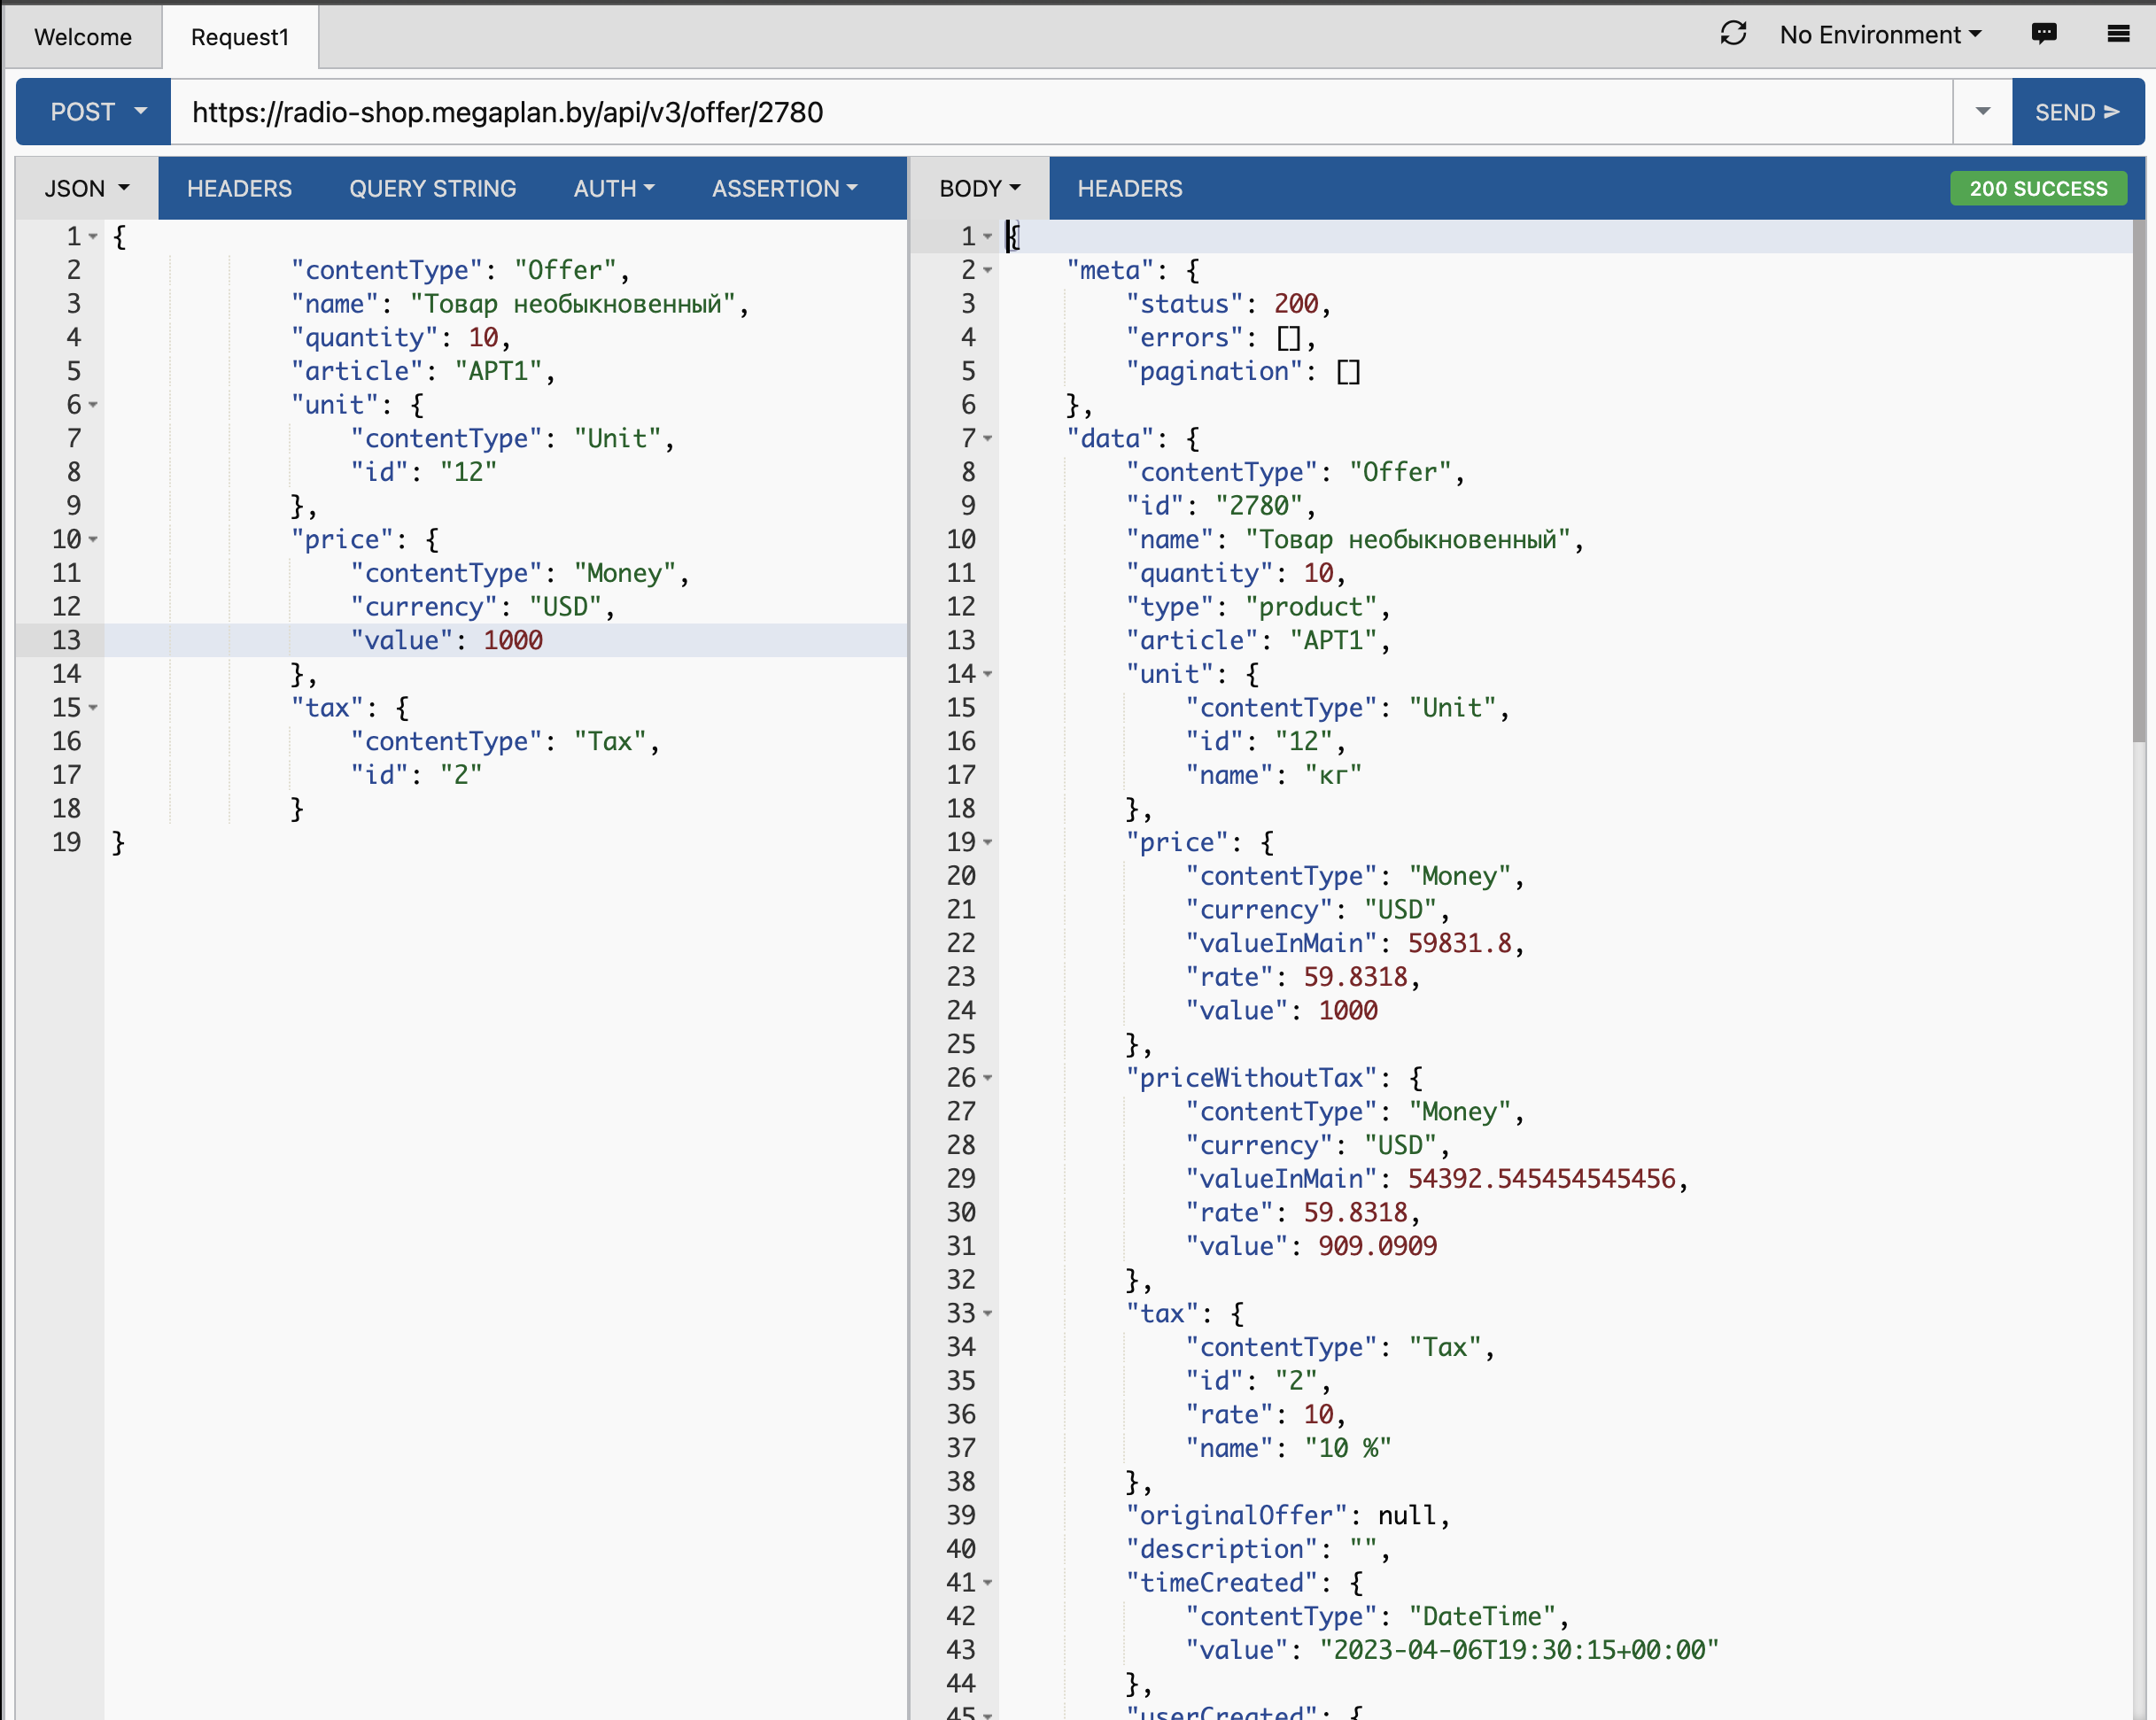 Welcome
Request1
No Environment
POST
https://radio-shop.megaplan.by/api/v3/offer/2780
SEND
JSON
HEADERS
QUERY STRING
AUTH
ASSERTION
1 {
2 "contentType": "Offer",
3 "name": "Товар необыкновенный",
4 "quantity": 10,
5 "article": "АРТ1",
6 "unit": {
7 "contentType": "Unit",
8 "id": "12"
9 },
10 "price": {
11 "contentType": "Money",
12 "currency": "USD",
13 "value": 1000
14 },
15 "tax": {
16 "contentType": "Tax",
17 "id": "2"
18 }
19 }
BODY
HEADERS
200 SUCCESS
1 {
2 "meta": {
3 "status": 200,
4 "errors": [],
5 "pagination": []
6 },
7 "data": {
8 "contentType": "Offer",
9 "id": "2780",
10 "name": "Товар необыкновенный",
11 "quantity": 10,
12 "type": "product",
13 "article": "АРТ1",
14 "unit": {
15 "contentType": "Unit",
16 "id": "12",
17 "name": "кг"
18 },
19 "price": {
20 "contentType": "Money",
21 "currency": "USD",
22 "valueInMain": 59831.8,
23 "rate": 59.8318,
24 "value": 1000
25 },
26 "priceWithoutTax": {
27 "contentType": "Money",
28 "currency": "USD",
29 "valueInMain": 54392.545454545456,
30 "rate": 59.8318,
31 "value": 909.0909
32 },
33 "tax": {
34 "contentType": "Tax",
35 "id": "2",
36 "rate": 10,
37 "name": "10 %"
38 },
39 "originalOffer": null,
40 "description": "",
41 "timeCreated": {
42 "contentType": "DateTime",
43 "value": "2023-04-06T19:30:15+00:00"
44 },
45 "userCreated": {